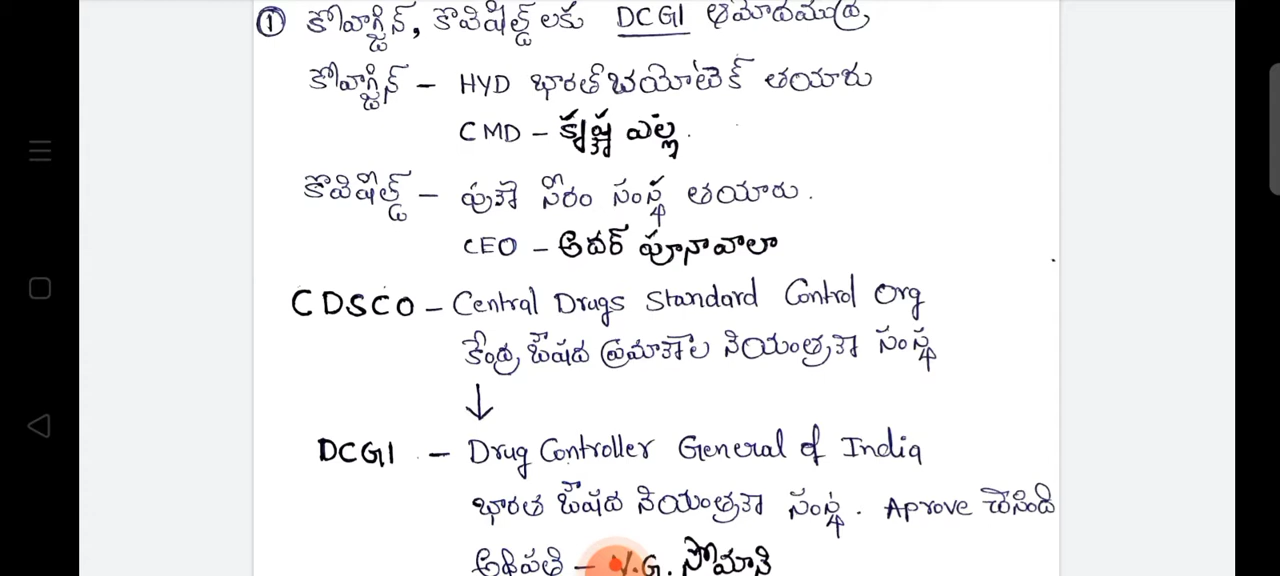 ① కోవాగ్జిన్, కొవిషీల్డ్ లకు DCGI ఆమోదముద్ర
కోవాగ్జిన్ – HYD భారత్ బయోటెక్ తయారు
CMD – కృష్ణ ఎల్ల.
కొవిషీల్డ్ – పుణె సీరం సంస్థ తయారు.
CEO – అదర్ పూనావాలా
CDSCO – Central Drugs Standard Control Org
కేంద్ర ఔషధ ప్రమాణాల నియంత్రణ సంస్థ
↓
DCGI – Drug Controller General of India
భారత ఔషధ నియంత్రణ సంస్థ. Aprove చేసింది
అధిపతి – V.G. సోమాని